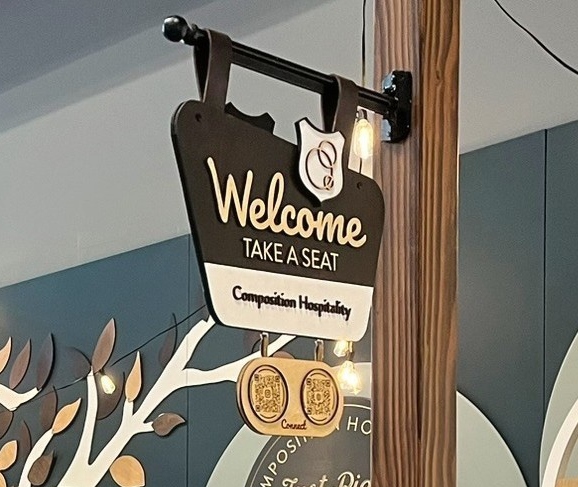 Welcome
TAKE A SEAT
Composition Hospitality
Connect